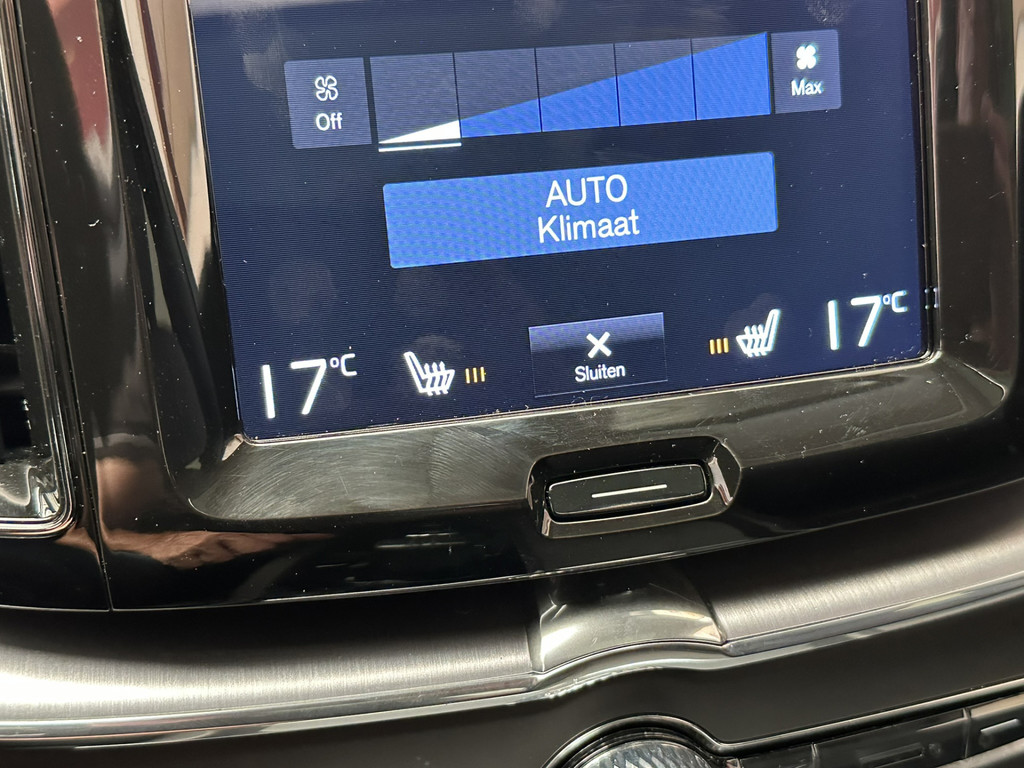 Off
Max
AUTO
Klimaat
17°C
Sluiten
17°C